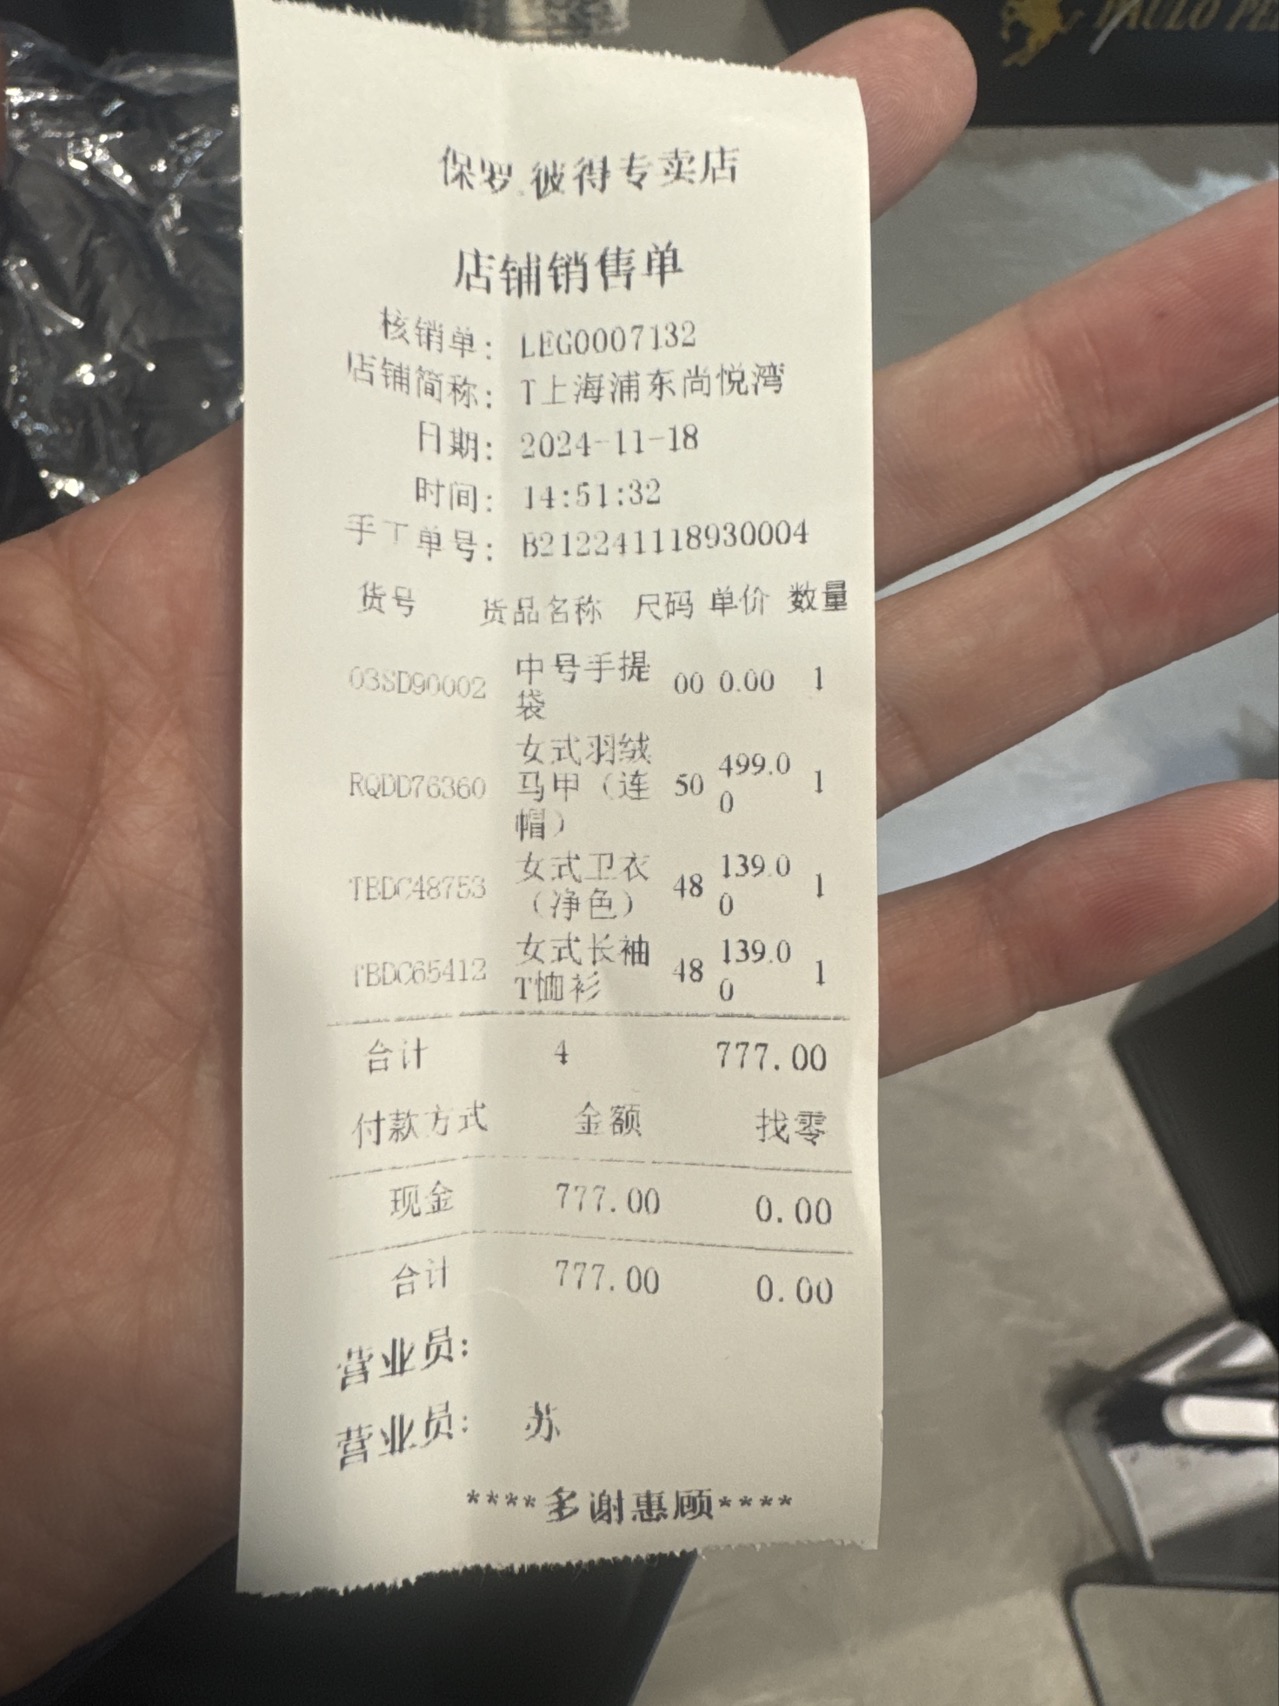 PAULO PE
保罗.彼得专卖店
店铺销售单
核销单: LEG0007132
店铺简称: T上海浦东尚悦湾
日期: 2024-11-18
时间: 14:51:32
手工单号: B2122411118930004
货号 货品名称 尺码 单价 数量
03SD90002 中号手提袋 00 0.00 1
RQDD76360 女式羽绒马甲（连帽） 50 499.00 1
TBDC48753 女式卫衣（净色） 48 139.00 1
TBDC65412 女式长袖T恤衫 48 139.00 1
合计 4 777.00
付款方式 金额 找零
现金 777.00 0.00
合计 777.00 0.00
营业员:
营业员: 苏
****多谢惠顾****